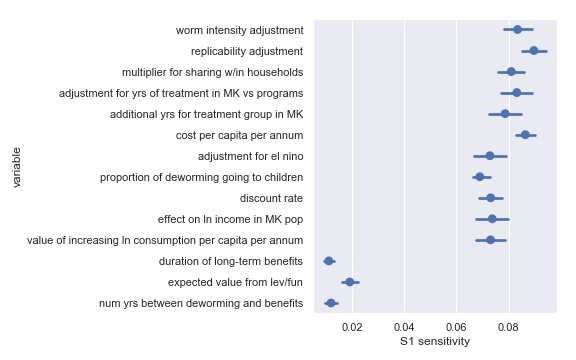 worm intensity adjustment
replicability adjustment
multiplier for sharing w/in households
adjustment for yrs of treatment in MK vs programs
additional yrs for treatment group in MK
cost per capita per annum
adjustment for el nino
proportion of deworming going to children
discount rate
effect on ln income in MK pop
value of increasing ln consumption per capita per annum
duration of long-term benefits
expected value from lev/fun
num yrs between deworming and benefits
variable
0.02 0.04 0.06 0.08
S1 sensitivity